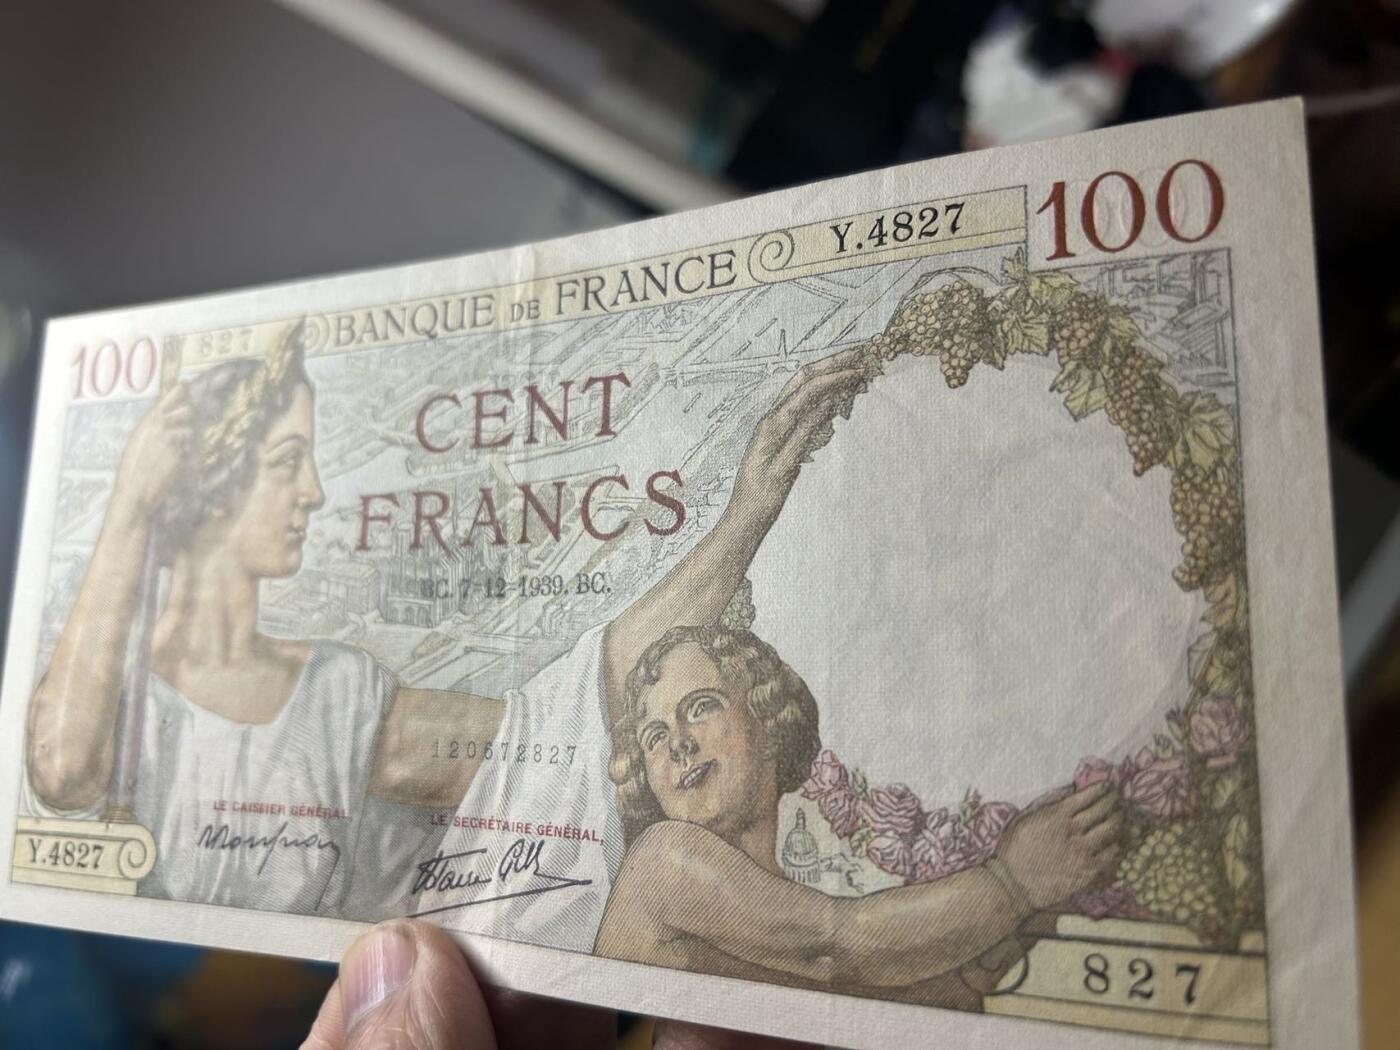 BANQUE DE FRANCE
Y.4827
100
100
827
CENT
FRANCS
BC. 7-12-1939. BC.
120672827
LE CAISSIER GÉNÉRAL,
LE SECRÉTAIRE GÉNÉRAL,
Y.4827
827